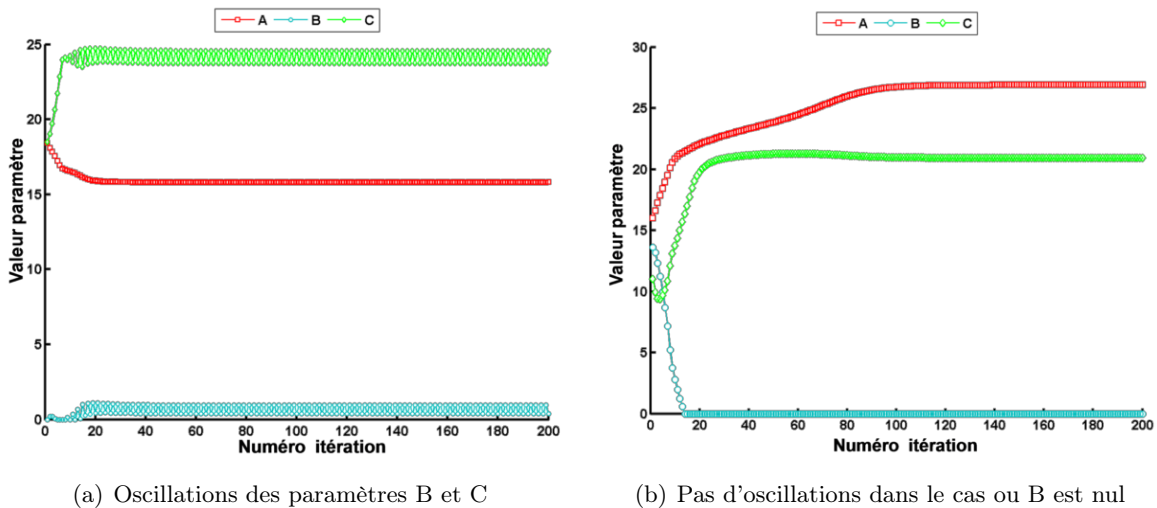 A B C
25
20
15
10
5
0
Valeur paramètre
0 20 40 60 80 100 120 140 160 180 200
Numéro itération
(a) Oscillations des paramètres B et C
A B C
30
25
20
15
10
5
0
Valeur paramètre
0 20 40 60 80 100 120 140 160 180 200
Numéro itération
(b) Pas d'oscillations dans le cas ou B est nul